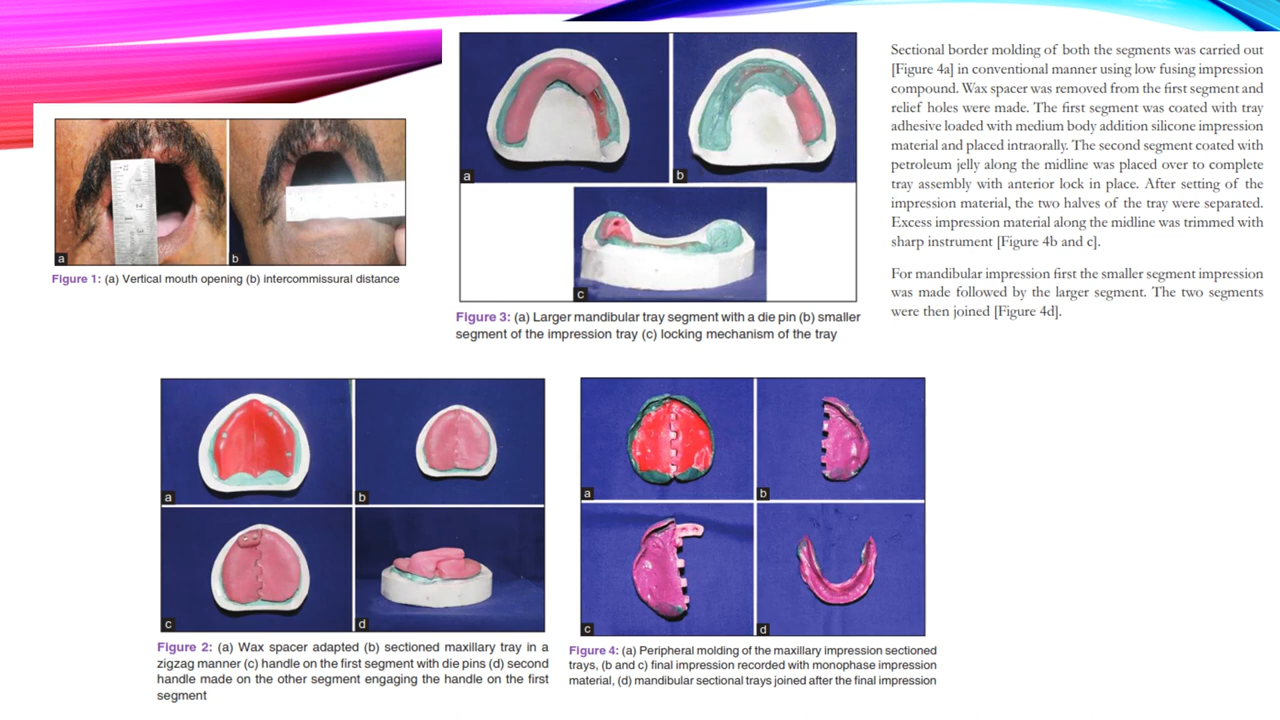 a
b
Figure 1: (a) Vertical mouth opening (b) intercommissural distance
a
b
c
Figure 3: (a) Larger mandibular tray segment with a die pin (b) smaller
segment of the impression tray (c) locking mechanism of the tray
Sectional border molding of both the segments was carried out
[Figure 4a] in conventional manner using low fusing impression
compound. Wax spacer was removed from the first segment and
relief holes were made. The first segment was coated with tray
adhesive loaded with medium body addition silicone impression
material and placed intraorally. The second segment coated with
petroleum jelly along the midline was placed over to complete
tray assembly with anterior lock in place. After setting of the
impression material, the two halves of the tray were separated.
Excess impression material along the midline was trimmed with
sharp instrument [Figure 4b and c].
For mandibular impression first the smaller segment impression
was made followed by the larger segment. The two segments
were then joined [Figure 4d].
a
b
c
d
Figure 2: (a) Wax spacer adapted (b) sectioned maxillary tray in a
zigzag manner (c) handle on the first segment with die pins (d) second
handle made on the other segment engaging the handle on the first
segment
a
b
c
d
Figure 4: (a) Peripheral molding of the maxillary impression sectioned
trays, (b and c) final impression recorded with monophase impression
material, (d) mandibular sectional trays joined after the final impression